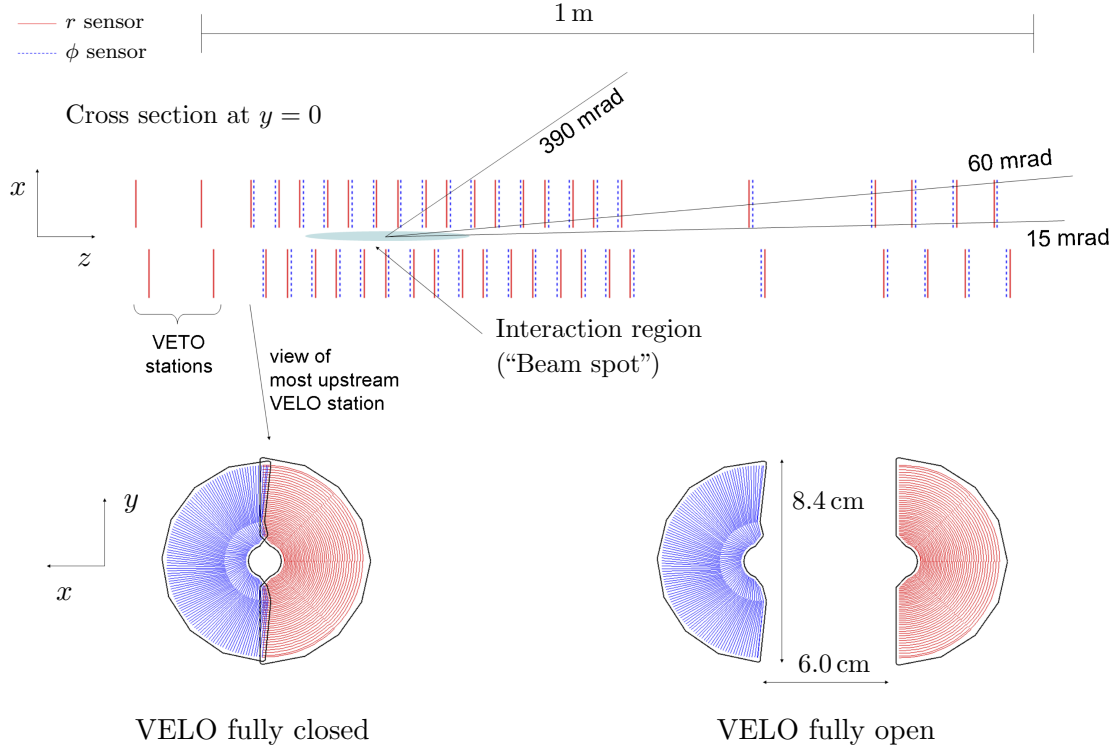 r sensor
ϕ sensor
1 m
Cross section at y = 0
390 mrad
60 mrad
15 mrad
x
z
VETO
stations
Interaction region
(“Beam spot”)
view of
most upstream
VELO station
y
x
8.4 cm
6.0 cm
VELO fully closed
VELO fully open